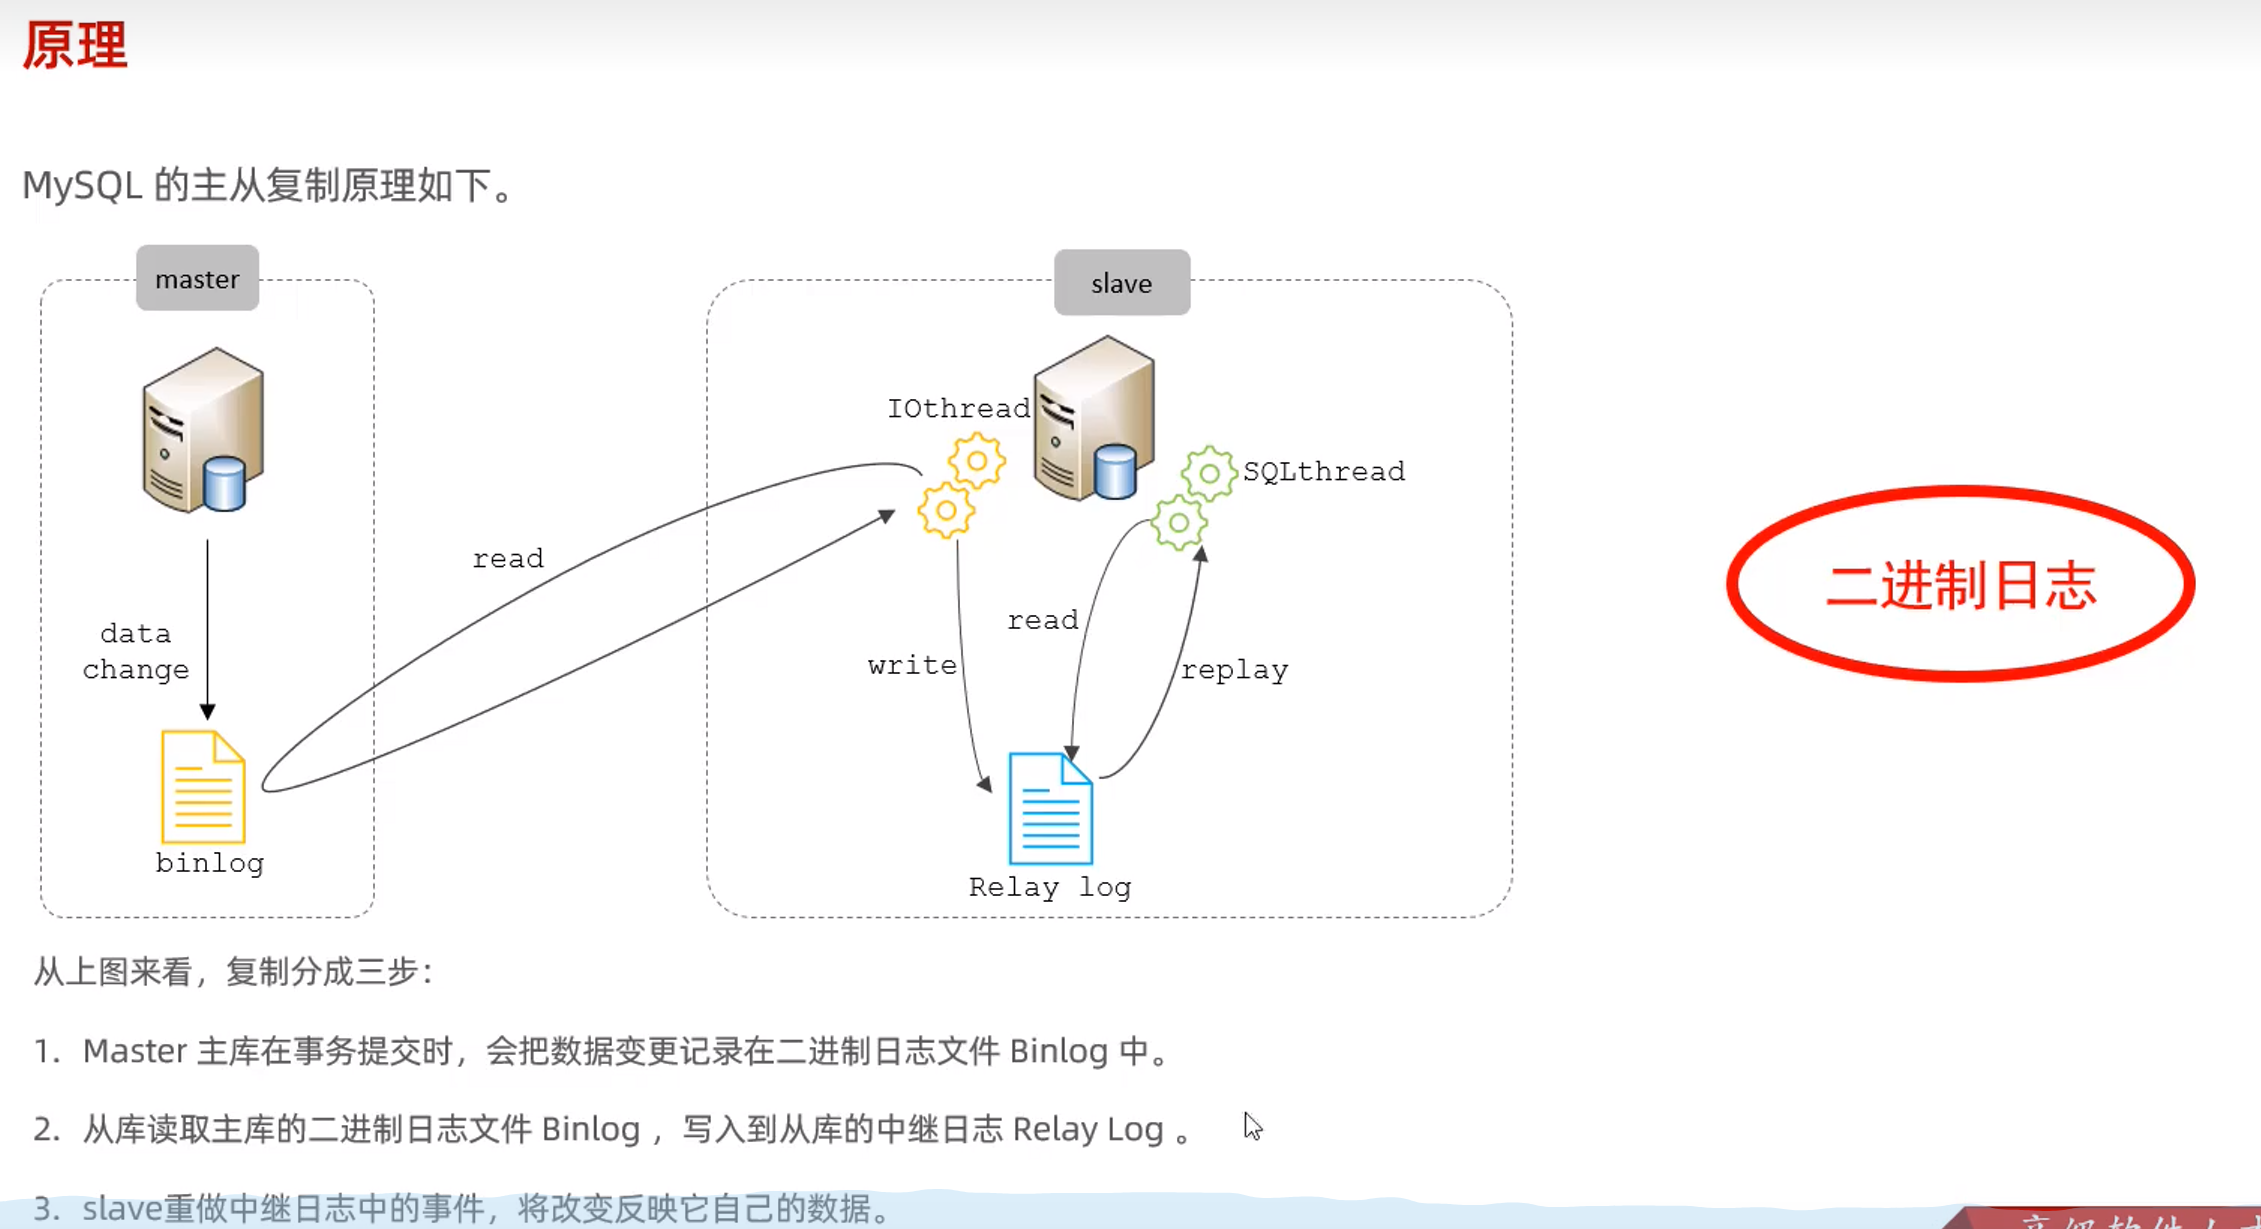 原理
MySQL 的主从复制原理如下。
master
slave
IOthread
SQLthread
read
data
change
read
write
replay
二进制日志
binlog
Relay log
从上图来看，复制分成三步：
1. Master 主库在事务提交时，会把数据变更记录在二进制日志文件 Binlog 中。
2. 从库读取主库的二进制日志文件 Binlog ，写入到从库的中继日志 Relay Log 。
3. slave重做中继日志中的事件，将改变反映它自己的数据。